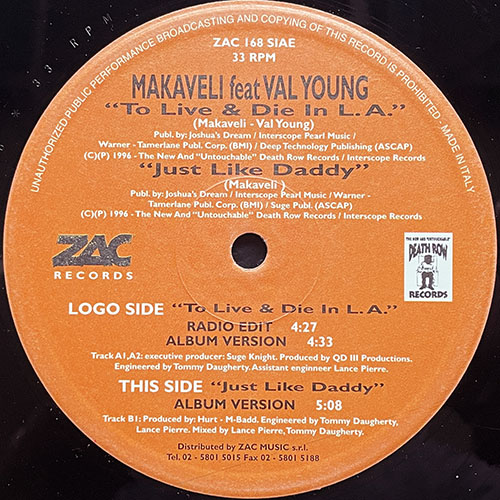 UNAUTHORIZED PUBLIC PERFORMANCE BROADCASTING AND COPYING OF THIS RECORD IS PROHIBITED · MADE IN ITALY
33 RPM
ZAC 168 SIAE
33 RPM
MAKAVELI feat VAL YOUNG
"To Live & Die In L.A."
(Makaveli - Val Young)
Publ. by: Joshua's Dream / Interscope Pearl Music /
Warner - Tamerlane Publ. Corp. (BMI) / Deep Technology Publishing (ASCAP)
(C)(P) 1996 - The New And "Untouchable" Death Row Records / Interscope Records
"Just Like Daddy"
(Makaveli )
Publ. by: Joshua's Dream / Interscope Pearl Music / Warner -
Tamerlane Publ. Corp. (BMI) / Suge Publ. (ASCAP)
(C)(P) 1996 - The New And "Untouchable" Death Row Records / Interscope Records
ZAC
RECORDS
THE NEW AND "UNTOUCHABLE"
DEATH ROW
RECORDS
LOGO SIDE "To Live & Die In L.A."
RADIO EDIT 4:27
ALBUM VERSION 4:33
Track A1,A2: executive producer: Suge Knight. Produced by QD III Productions.
Engineered by Tommy Daugherty. Assistant enginneer Lance Pierre.
THIS SIDE "Just Like Daddy"
ALBUM VERSION 5:08
Track B1: Produced by: Hurt - M-Badd. Engineered by Tommy Daugherty,
Lance Pierre. Mixed by Lance Pierre, Tommy Daugherty.
Distributed by ZAC MUSIC s.r.l.
Tel. 02 - 5801 5015 Fax 02 - 5801 5188